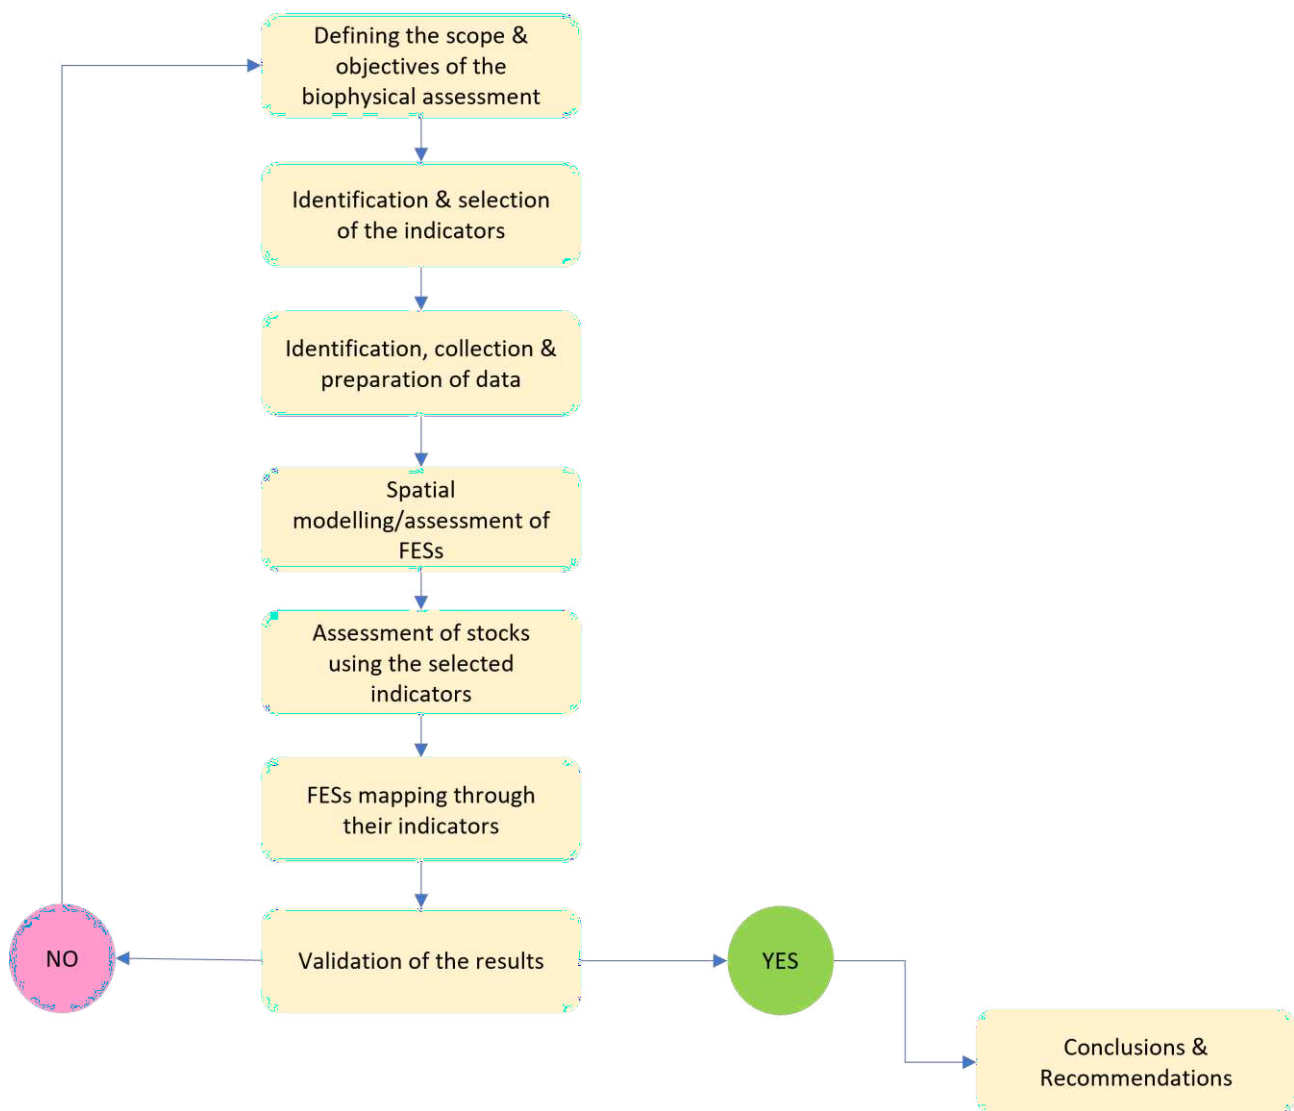 Defining the scope &
objectives of the
biophysical assessment
Identification & selection
of the indicators
Identification, collection &
preparation of data
Spatial
modelling/assessment of
FESs
Assessment of stocks
using the selected
indicators
FESs mapping through
their indicators
NO
Validation of the results
YES
Conclusions &
Recommendations